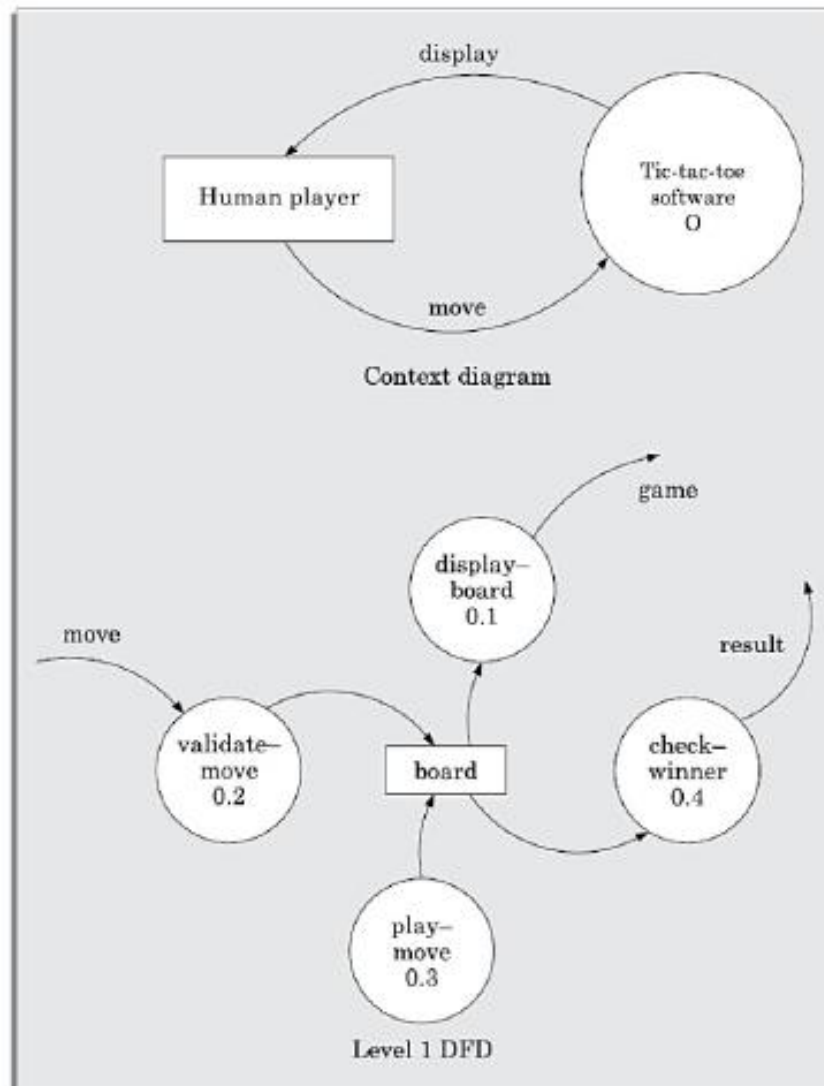 display
Human player
Tic-tac-toe
software
O
move
Context diagram
game
display–
board
0.1
move
result
validate–
move
0.2
board
check–
winner
0.4
play–
move
0.3
Level 1 DFD